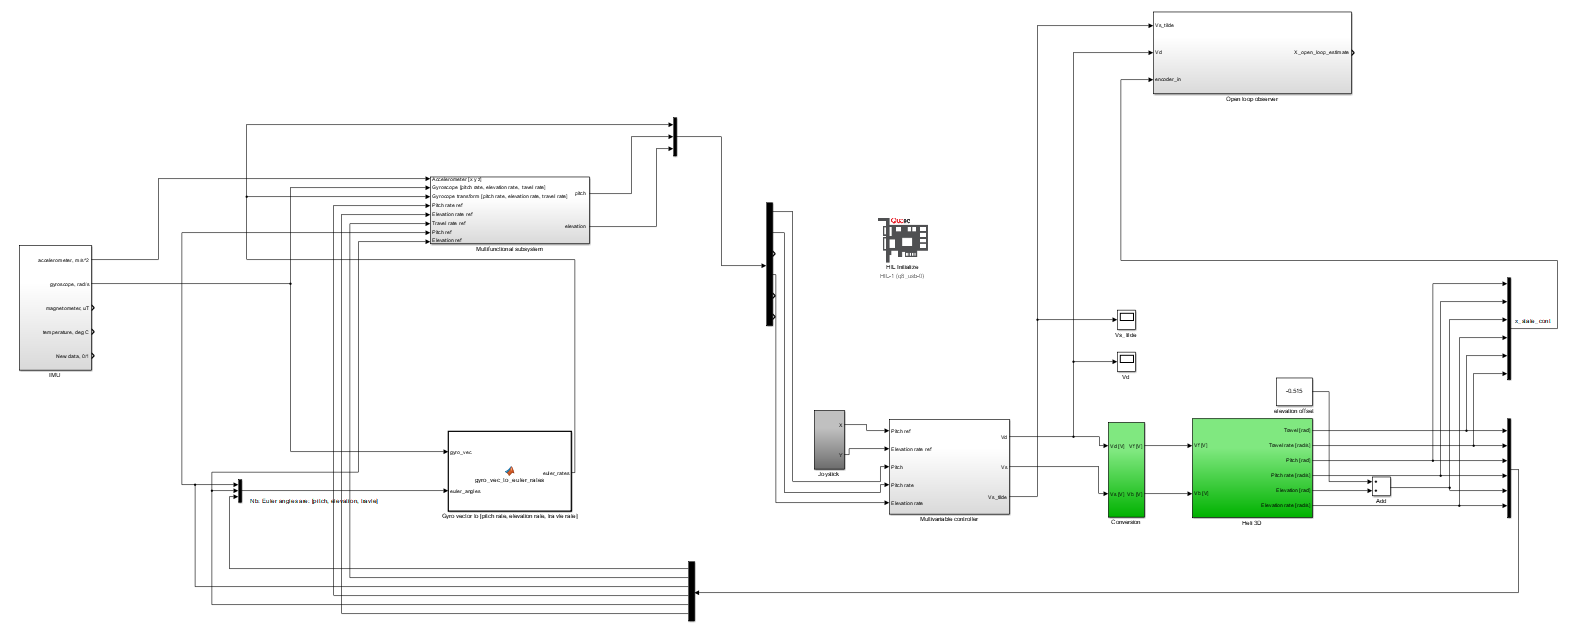 Vs_tilde
Vd
encoder_in
X_open_loop_estimate
Open loop observer
Accelerometer [x y z]
Gyroscope [pitch rate, elevation rate, travel rate]
Gyrocope transform [pitch rate, elevation rate, travel rate]
Pitch rate ref
Elevation rate ref
Travel rate ref
Pitch ref
Elevation ref
pitch
elevation
Multifunctional subsystem
accelerometer, m/s^2
gyroscope, rad/s
magnetometer, uT
temperature, deg C
New data, 0/1
IMU
HIL Initialize
HIL-1 (q8_usb-0)
Vs_tilde
Vd
x_state_cont
-0.515
elevation offset
gyro_vec
euler_angles
gyro_vec_to_euler_rates
euler_rates
Gyro vector to [pitch rate, elevation rate, travle rate]
Nb. Euler angles are: [pitch, elevation, travle]
X
Y
Joystick
Pitch ref
Elevation rate ref
Pitch
Pitch rate
Elevation rate
Vd
Vs
Vs_tilde
Multivariable controller
Vd [V]
Vf [V]
Vs [V]
Vb [V]
Conversion
Vf [V]
Vb [V]
Travel [rad]
Travel rate [rad/s]
Pitch [rad]
Pitch rate [rad/s]
Elevation [rad]
Elevation rate [rad/s]
Heli 3D
Add